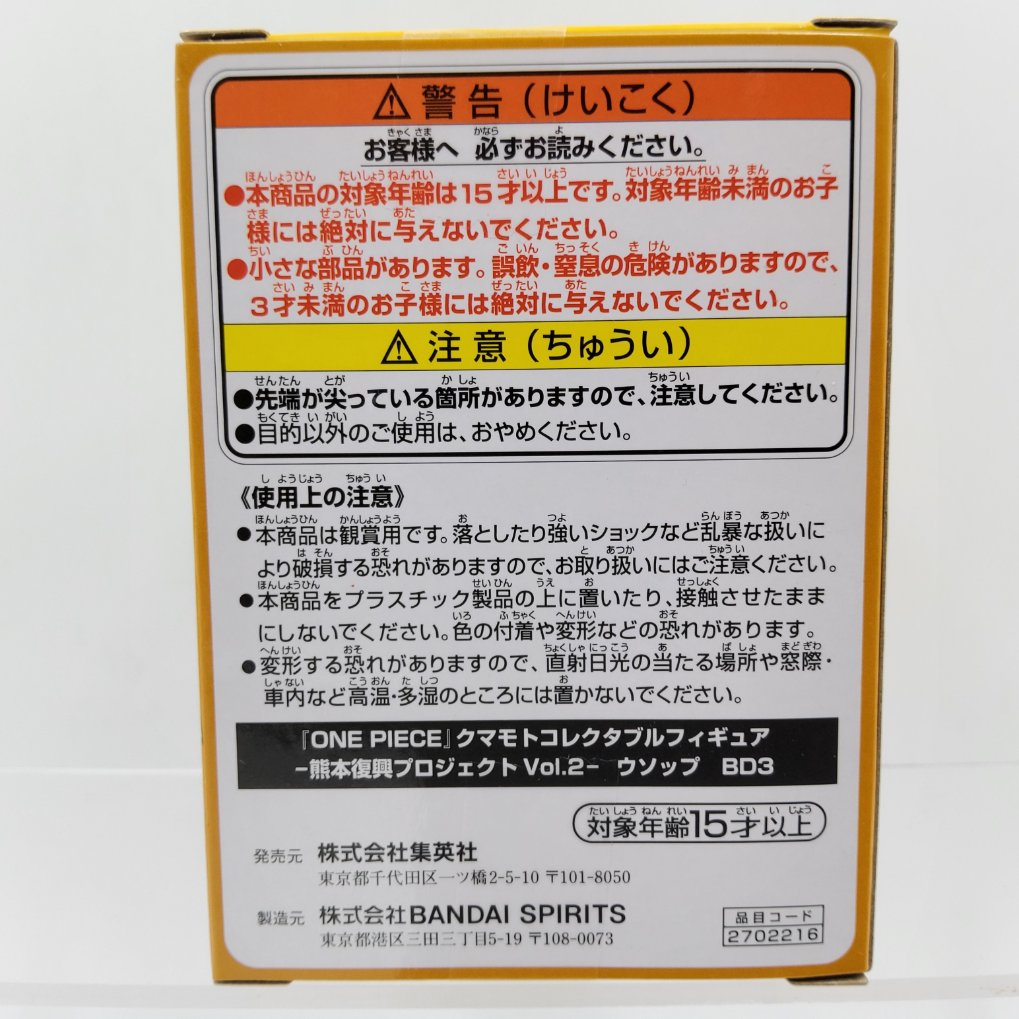 ⚠警告(けいこく)
お客様へ 必ずお読みください。
●本商品の対象年齢は15才以上です。対象年齢未満のお子
様には絶対に与えないでください。
●小さな部品があります。誤飲・窒息の危険がありますので、
3才未満のお子様には絶対に与えないでください。
⚠注意(ちゅうい)
●先端が尖っている箇所がありますので、注意してください。
●目的以外のご使用は、おやめください。
《使用上の注意》
●本商品は観賞用です。落としたり強いショックなど乱暴な扱いに
より破損する恐れがありますので、お取り扱いにはご注意ください。
●本商品をプラスチック製品の上に置いたり、接触させたまま
にしないでください。色の付着や変形などの恐れがあります。
●変形する恐れがありますので、直射日光の当たる場所や窓際・
車内など高温・多湿のところには置かないでください。
『ONE PIECE』クマモトコレクタブルフィギュア
-熊本復興プロジェクトVol.2- ウソップ BD3
対象年齢15才以上
発売元 株式会社集英社
東京都千代田区一ツ橋2-5-10 〒101-8050
製造元 株式会社BANDAI SPIRITS
東京都港区三田三丁目5-19 〒108-0073
品目コード
2702216